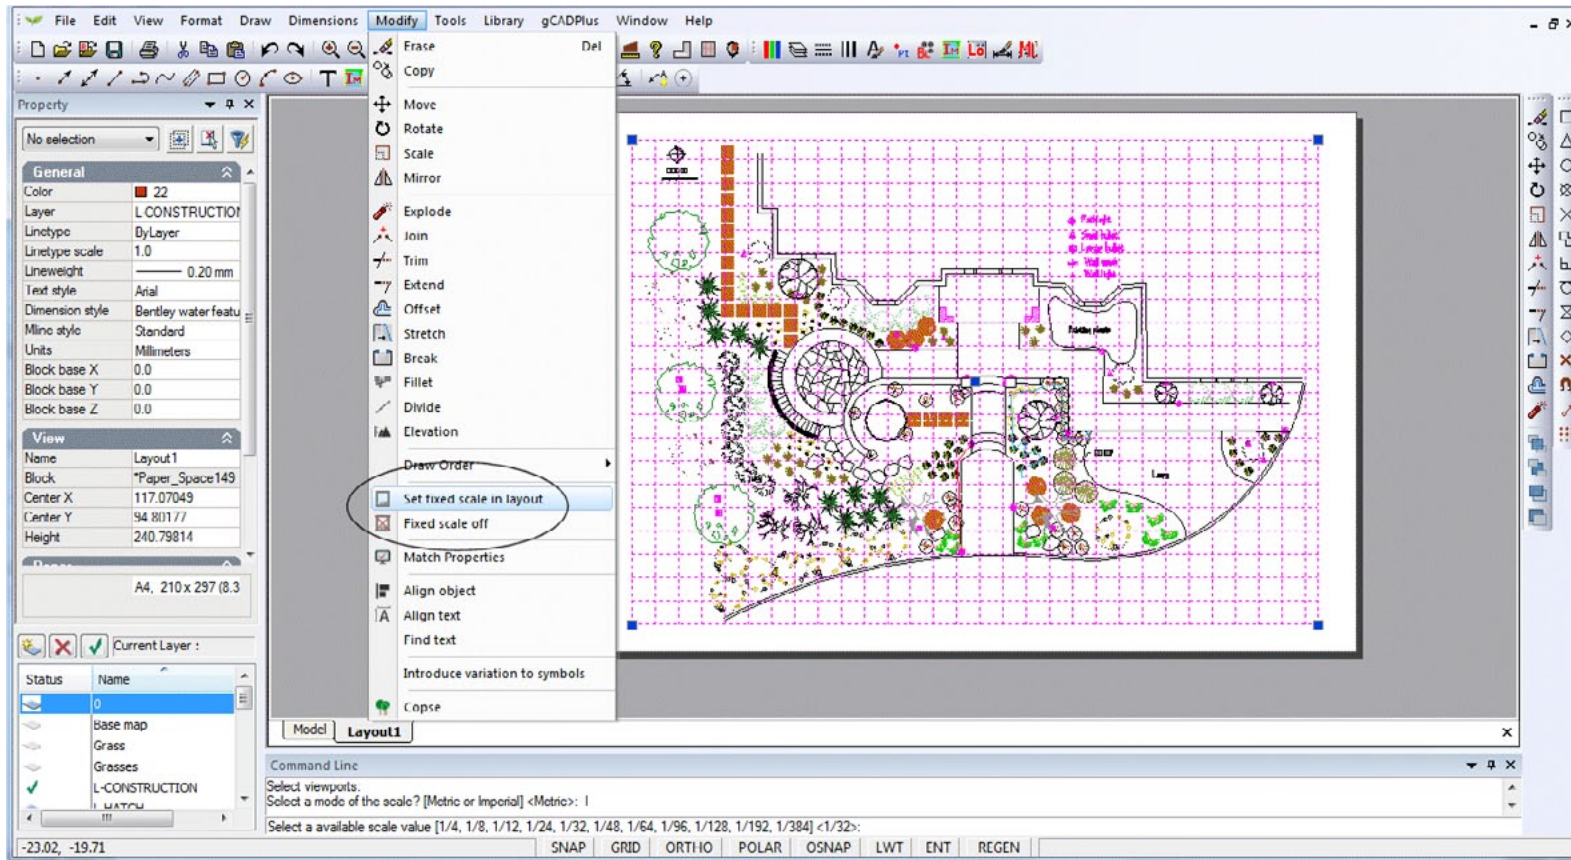 File Edit View Format Draw Dimensions Modify Tools Library gCADPlus Window Help
Erase Del
Copy
Move
Rotate
Scale
Mirror
Explode
Join
Trim
Extend
Offset
Stretch
Break
Fillet
Divide
Elevation
Draw Order
Set fixed scale in layout
Fixed scale off
Match Properties
Align object
Align text
Find text
Introduce variation to symbols
Copse
Property
No selection
General
Color 22
Layer L CONSTRUCTION
Linetype ByLayer
Linetype scale 1.0
Lineweight 0.20 mm
Text style Arial
Dimension style Bentley water featu
Mline style Standard
Units Millimeters
Block base X 0.0
Block base Y 0.0
Block base Z 0.0
View
Name Layout1
Block *Paper_Space149
Center X 117.07049
Center Y 94.80177
Height 240.79814
A4, 210 x 297 (8.3
Current Layer :
Status Name
0
Base map
Grass
Grasses
L-CONSTRUCTION
L-HATCH
Model Layout1
Command Line
Select viewports.
Select a mode of the scale? [Metric or Imperial] <Metric>: I
Select a available scale value [1/4, 1/8, 1/12, 1/24, 1/32, 1/48, 1/64, 1/96, 1/128, 1/192, 1/384] <1/32>:
-23.02, -19.71 SNAP GRID ORTHO POLAR OSNAP LWT ENT REGEN